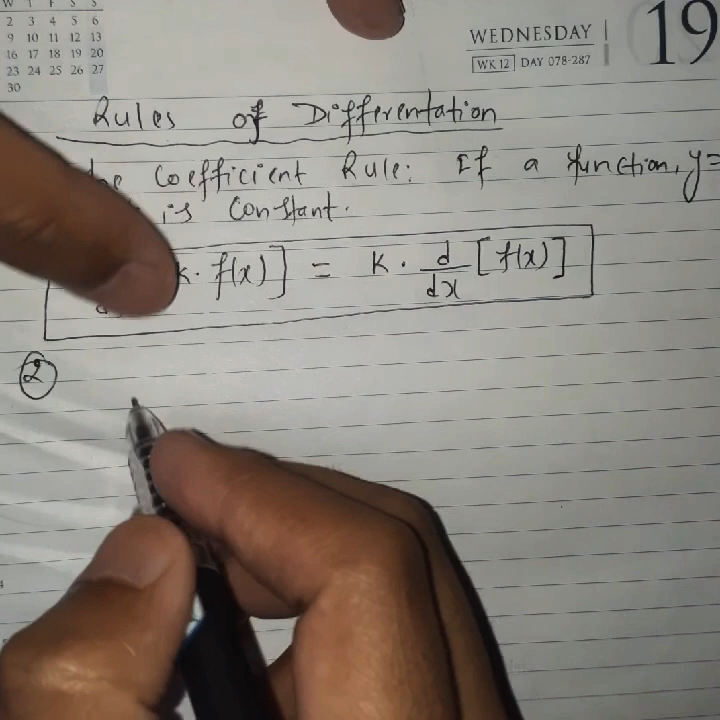 W T F S S
2 3 4 5 6
9 10 11 12 13
16 17 18 19 20
23 24 25 26 27
30
WEDNESDAY
WK 12 DAY 078-287
19
Rules of Differentation
Coefficient Rule: If a function, y=
is constant.
k. f(x)] = k. d/dx [f(x)]
2